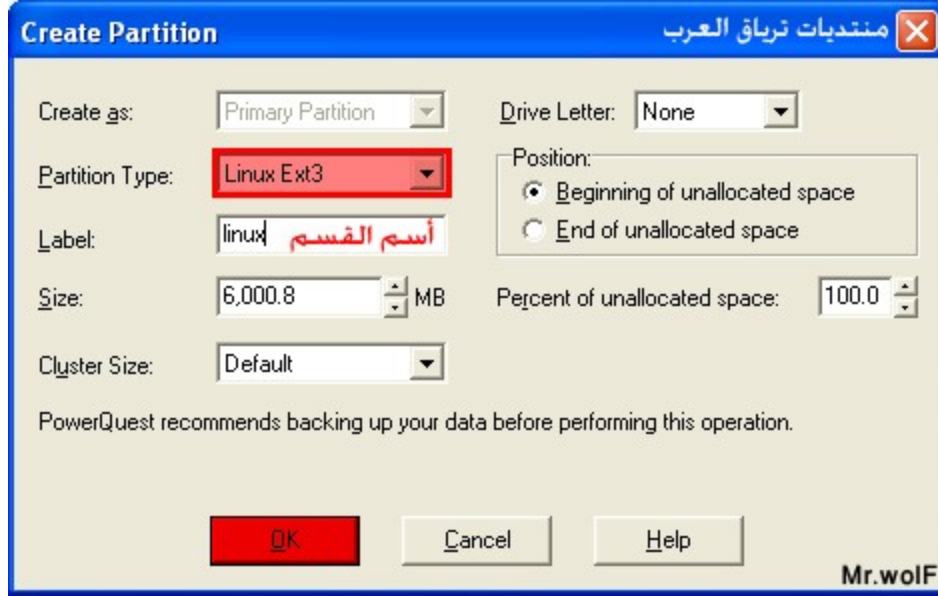 Create Partition منتديات ترياق العرب
Create as: Primary Partition Drive Letter: None
Partition Type: Linux Ext3 Position:
Beginning of unallocated space
Label: linux أسم القسم End of unallocated space
Size: 6,000.8 MB Percent of unallocated space: 100.0
Cluster Size: Default
PowerQuest recommends backing up your data before performing this operation.
OK Cancel Help
Mr.wolF